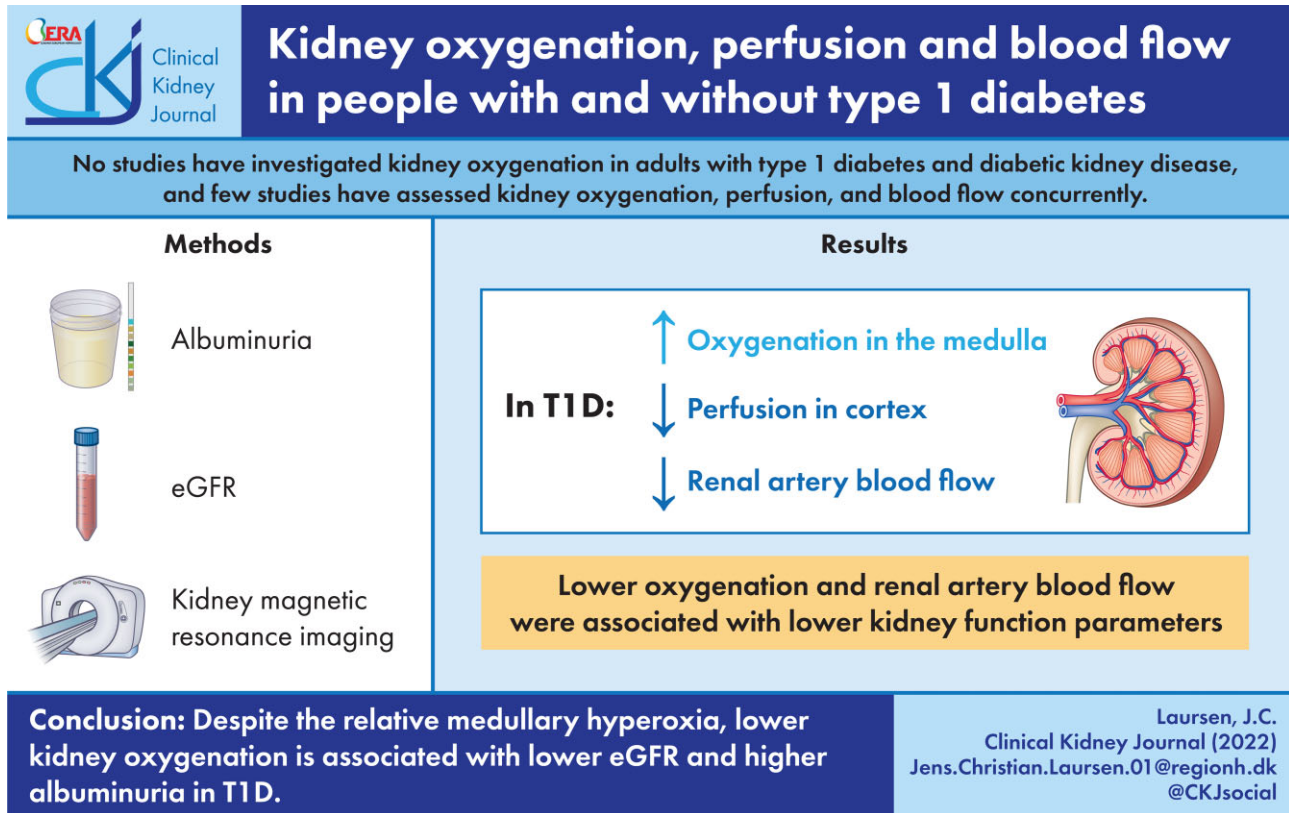 ERA
CKJ
Clinical
Kidney
Journal
Kidney oxygenation, perfusion and blood flow
in people with and without type 1 diabetes
No studies have investigated kidney oxygenation in adults with type 1 diabetes and diabetic kidney disease,
and few studies have assessed kidney oxygenation, perfusion, and blood flow concurrently.
Methods
Albuminuria
eGFR
Kidney magnetic
resonance imaging
Results
In T1D:
↑ Oxygenation in the medulla
↓ Perfusion in cortex
↓ Renal artery blood flow
Lower oxygenation and renal artery blood flow
were associated with lower kidney function parameters
Conclusion: Despite the relative medullary hyperoxia, lower
kidney oxygenation is associated with lower eGFR and higher
albuminuria in T1D.
Laursen, J.C.
Clinical Kidney Journal (2022)
Jens.Christian.Laursen.01@regionh.dk
@CKJsocial